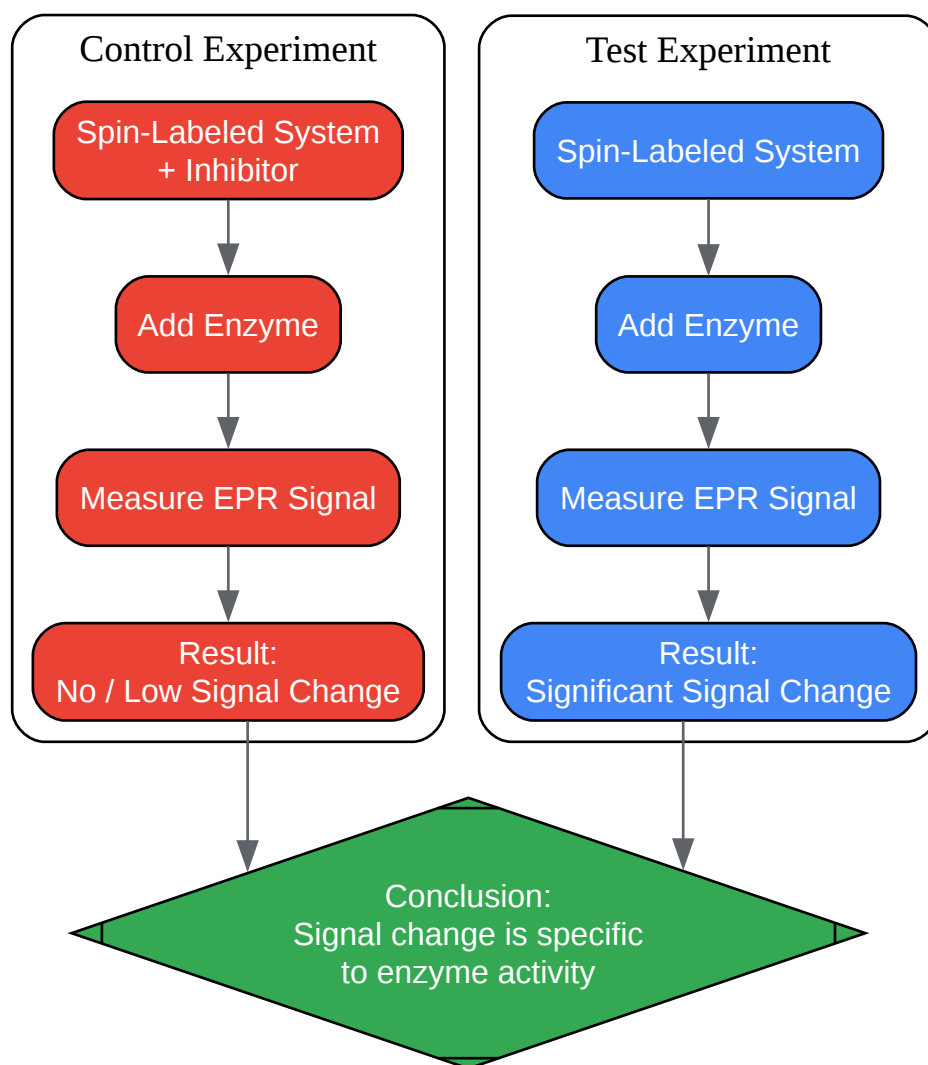 Control Experiment
Spin-Labeled System
+ Inhibitor
Add Enzyme
Measure EPR Signal
Result:
No / Low Signal Change
Test Experiment
Spin-Labeled System
Add Enzyme
Measure EPR Signal
Result:
Significant Signal Change
Conclusion:
Signal change is specific
to enzyme activity